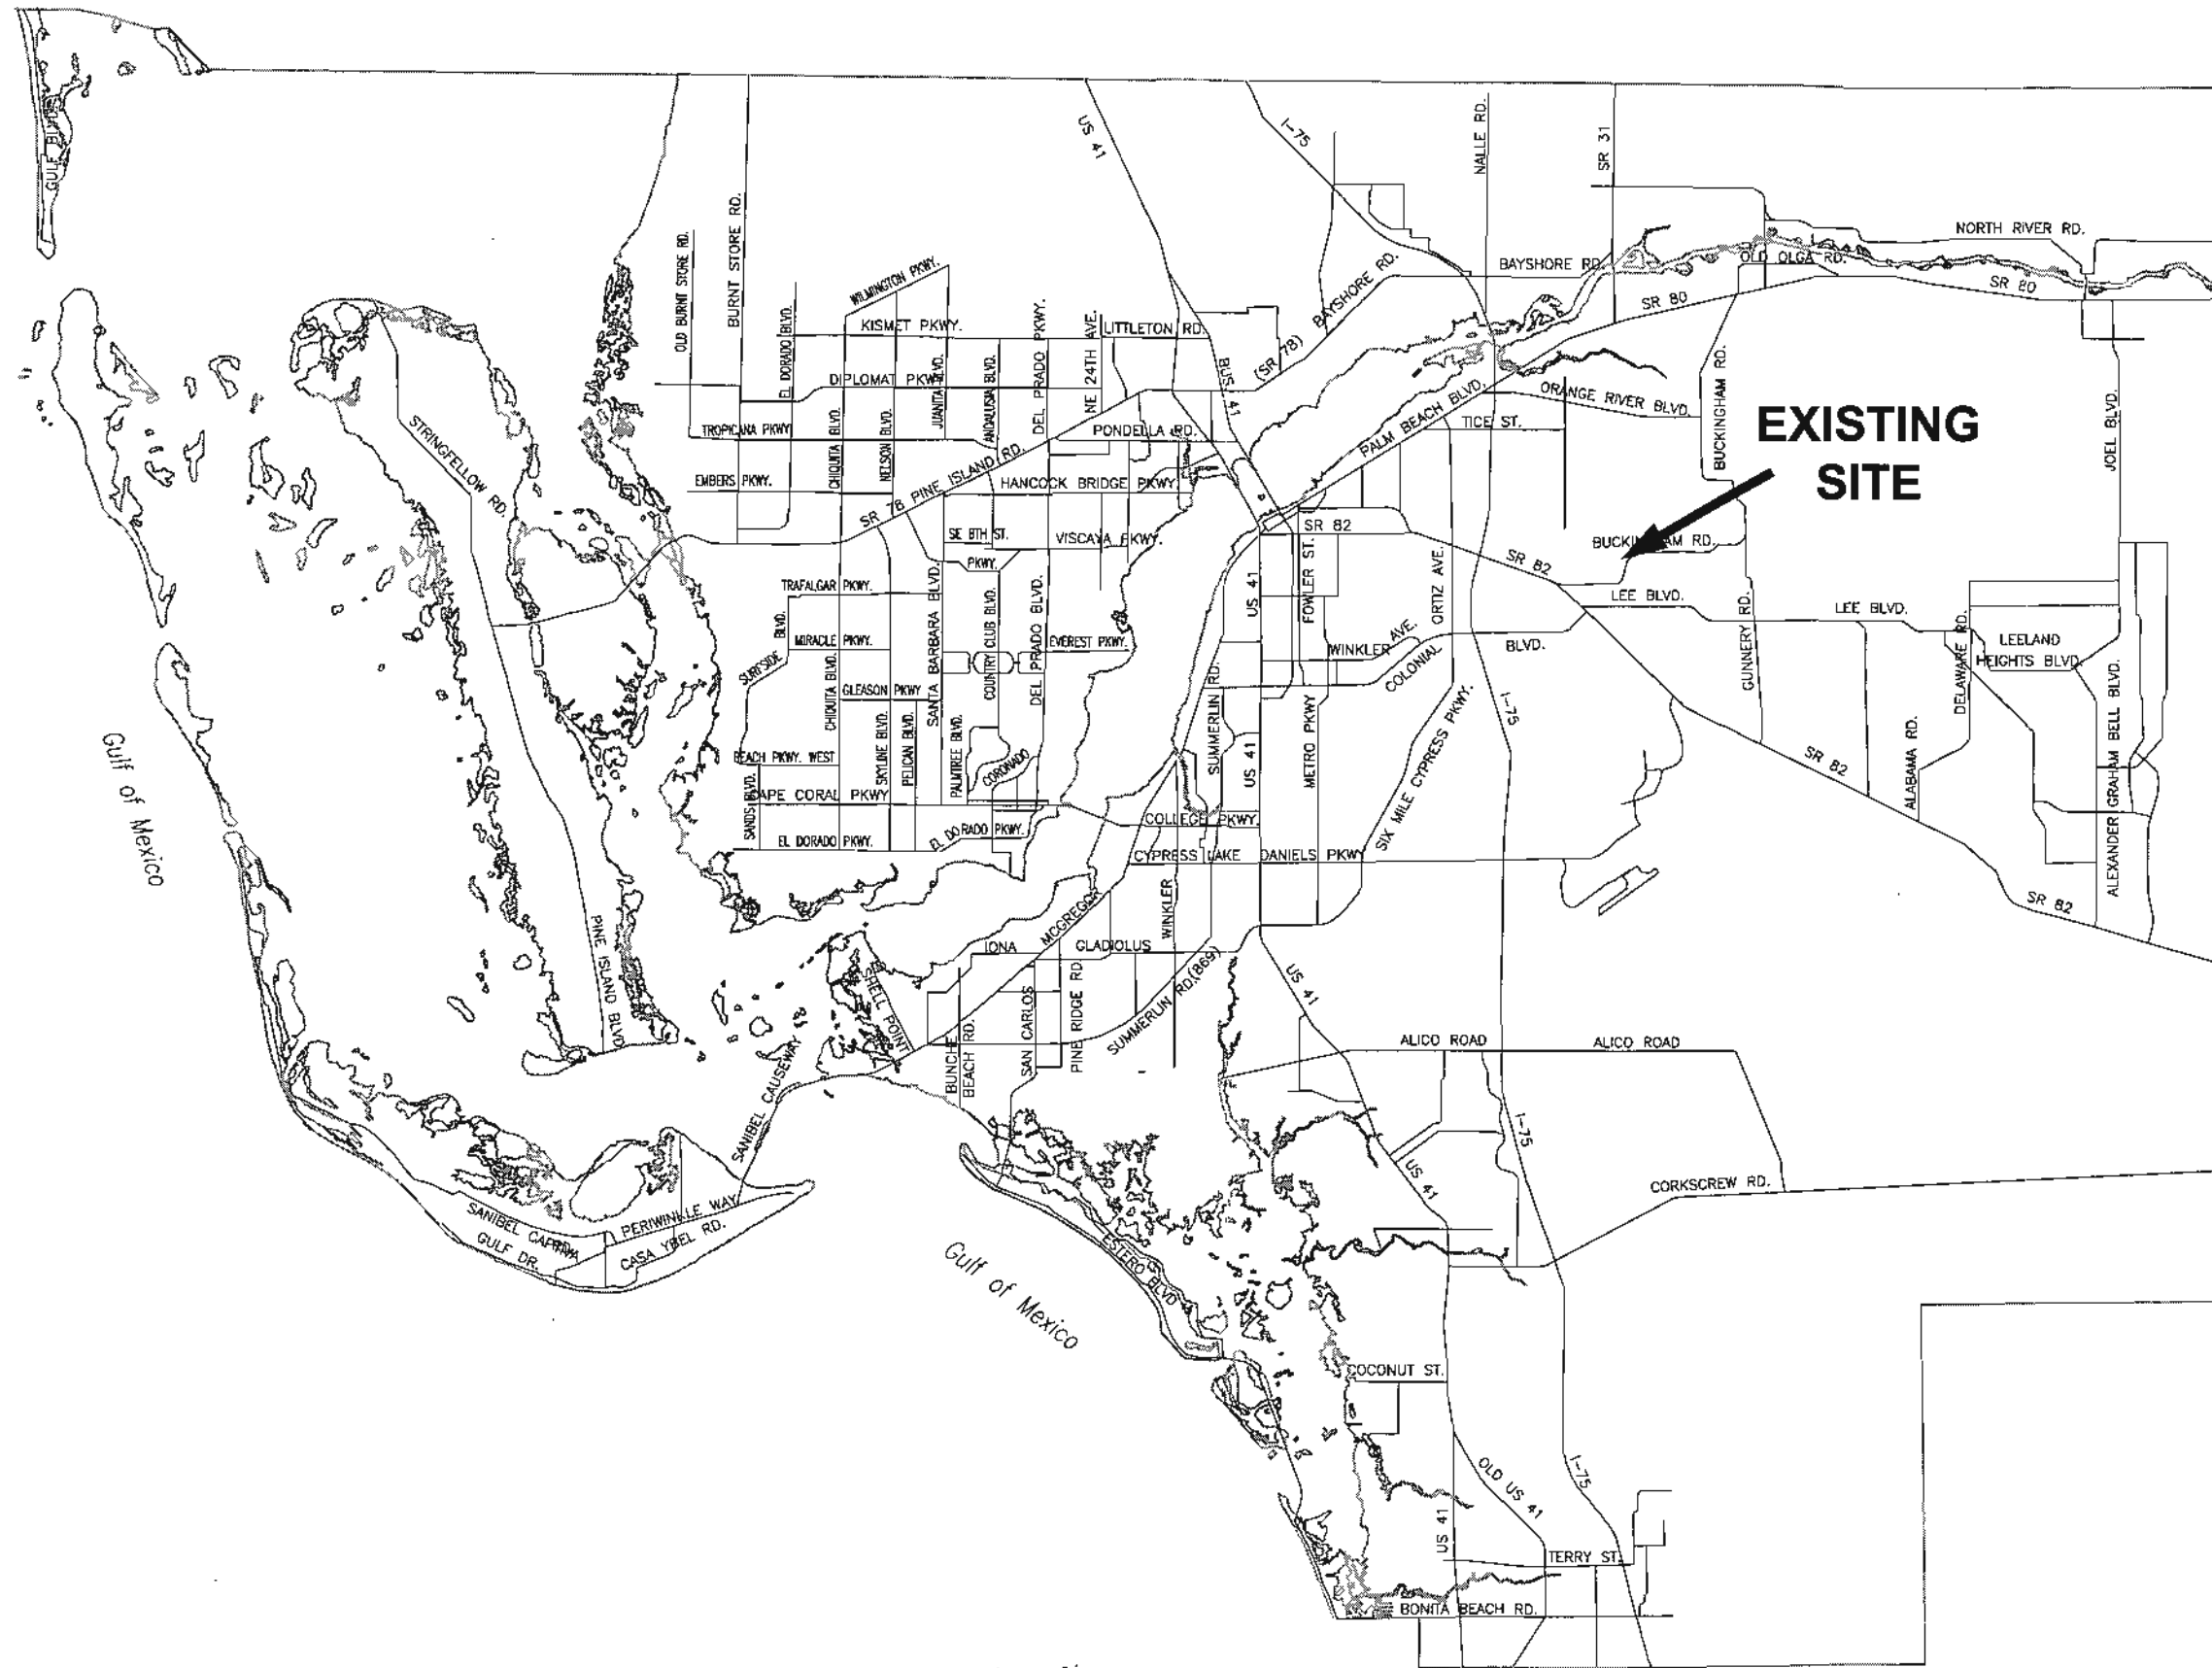 GULF BLVD.
US 41
I-75
NALLE RD.
SR 31
NORTH RIVER RD.
OLD BURNT STORE RD.
BURNT STORE RD.
WILMINGTON PKWY.
BAYSHORE RD.
BAYSHORE RD.
OLD OLGA RD.
SR 80
SR 80
EL DORADO BLVD.
KISMET PKWY.
DEL PRADO PKWY.
NE 24TH AVE.
LITTLETON RD.
(SR 78)
BUS. 41
DIPLOMAT PKWY.
JUANITA BLVD.
ANDALUSIA BLVD.
CHIQUITA BLVD.
NELSON BLVD.
PALM BEACH BLVD.
ORANGE RIVER BLVD.
BUCKINGHAM RD.
EXISTING
SITE
JOEL BLVD.
STRINGFELLOW RD.
TROPICANA PKWY.
PONDELLA RD.
TICE ST.
EMBERS PKWY.
SR 78 PINE ISLAND RD.
HANCOCK BRIDGE PKWY.
SR 82
SE 8TH ST.
VISCAYA PKWY.
PKWY.
FOWLER ST.
ORTIZ AVE.
SR 82
BUCKINGHAM RD.
TRAFALGAR PKWY.
US 41
LEE BLVD.
LEE BLVD.
SURFSIDE
BLVD.
MIRACLE PKWY.
SANTA BARBARA BLVD.
COUNTRY CLUB BLVD.
DEL PRADO BLVD.
EVEREST PKWY.
WINKLER AVE.
COLONIAL
BLVD.
GUNNERY RD.
DELAWARE RD.
LEELAND
HEIGHTS BLVD.
CHIQUITA BLVD.
GLEASON PKWY
SUMMERLIN RD.
I-75
SKYLINE BLVD.
PELICAN BLVD.
PALMTREE BLVD.
CORONADO
US 41
METRO PKWY
SIX MILE CYPRESS PKWY.
SR 82
ALABAMA RD.
ALEXANDER GRAHAM BELL BLVD.
Gulf of Mexico
BEACH PKWY. WEST
SANDS BLVD.
CAPE CORAL PKWY
COLLEGE PKWY.
EL DORADO PKWY.
EL DORADO PKWY.
CYPRESS LAKE
DANIELS PKWY
SR 82
PINE ISLAND BLVD
MCGREGOR
WINKLER
IONA
GLADIOLUS
SHELL POINT
SUMMERLIN RD.(869)
US 41
BUNCHE
BEACH RD.
SAN CARLOS
PINE RIDGE RD.
ALICO ROAD
ALICO ROAD
SANIBEL CAUSEWAY
I-75
US 41
CORKSCREW RD.
SANIBEL CAPTIVA
PERIWINKLE WAY
GULF DR.
CASA YBEL RD.
ESTERO BLVD
Gulf of Mexico
COCONUT ST.
OLD US 41
I-75
US 41
TERRY ST.
BONITA BEACH RD.